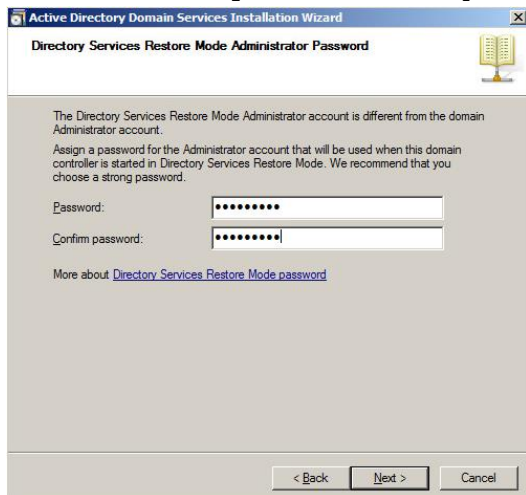 Active Directory Domain Services Installation Wizard
Directory Services Restore Mode Administrator Password
The Directory Services Restore Mode Administrator account is different from the domain
Administrator account.
Assign a password for the Administrator account that will be used when this domain
controller is started in Directory Services Restore Mode. We recommend that you
choose a strong password.
Password: •••••••••
Confirm password: •••••••••
More about Directory Services Restore Mode password
< Back Next > Cancel